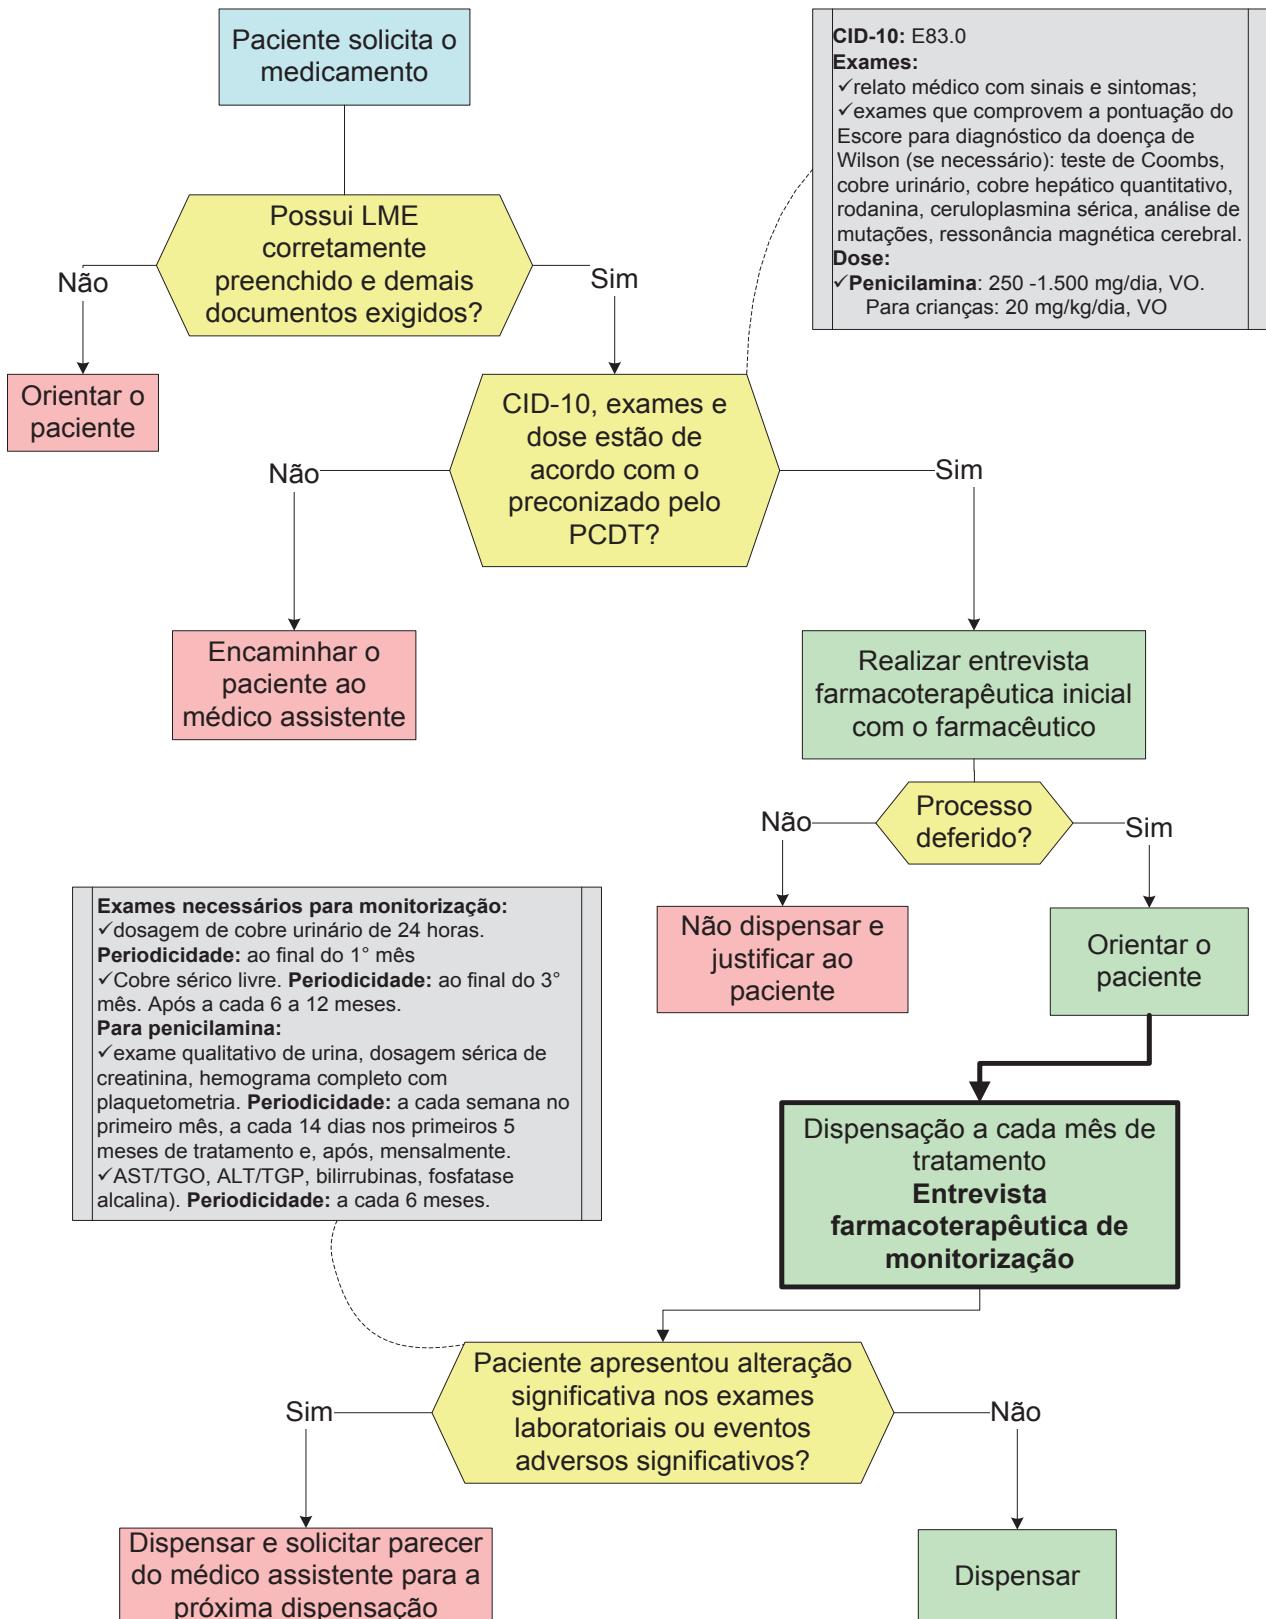 Paciente solicita o
medicamento
CID-10: E83.0
Exames:
✓relato médico com sinais e sintomas;
✓exames que comprovem a pontuação do
Escore para diagnóstico da doença de
Wilson (se necessário): teste de Coombs,
cobre urinário, cobre hepático quantitativo,
rodanina, ceruloplasmina sérica, análise de
mutações, ressonância magnética cerebral.
Dose:
✓Penicilamina: 250 -1.500 mg/dia, VO.
Para crianças: 20 mg/kg/dia, VO
Possui LME
corretamente
preenchido e demais
documentos exigidos?
Não
Sim
Orientar o
paciente
CID-10, exames e
dose estão de
acordo com o
preconizado pelo
PCDT?
Não
Sim
Encaminhar o
paciente ao
médico assistente
Realizar entrevista
farmacoterapêutica inicial
com o farmacêutico
Processo
deferido?
Não
Sim
Não dispensar e
justificar ao
paciente
Orientar o
paciente
Exames necessários para monitorização:
✓dosagem de cobre urinário de 24 horas.
Periodicidade: ao final do 1° mês
✓Cobre sérico livre. Periodicidade: ao final do 3°
mês. Após a cada 6 a 12 meses.
Para penicilamina:
✓exame qualitativo de urina, dosagem sérica de
creatinina, hemograma completo com
plaquetometria. Periodicidade: a cada semana no
primeiro mês, a cada 14 dias nos primeiros 5
meses de tratamento e, após, mensalmente.
✓AST/TGO, ALT/TGP, bilirrubinas, fosfatase
alcalina). Periodicidade: a cada 6 meses.
Dispensação a cada mês de
tratamento
Entrevista
farmacoterapêutica de
monitorização
Paciente apresentou alteração
significativa nos exames
laboratoriais ou eventos
adversos significativos?
Sim
Não
Dispensar e solicitar parecer
do médico assistente para a
próxima dispensação
Dispensar